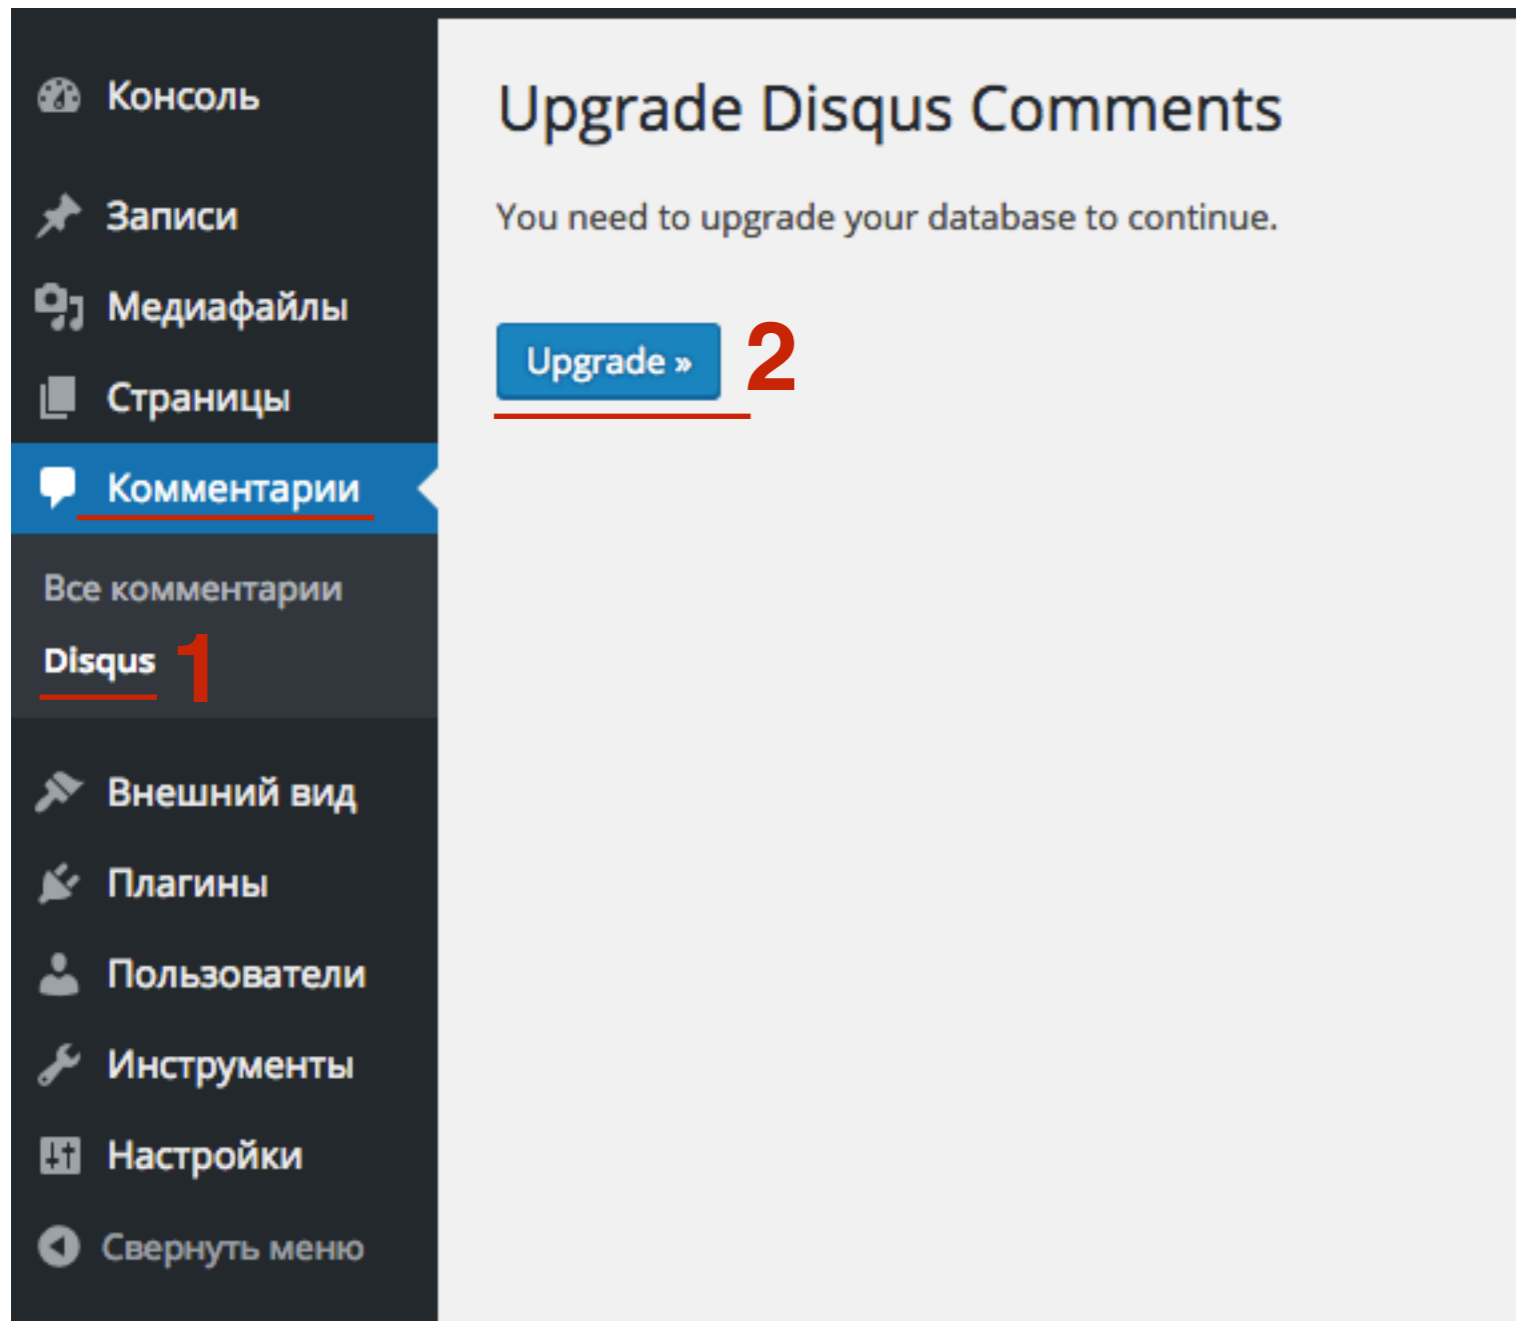 Консоль
Записи
Медиафайлы
Страницы
Комментарии
Все комментарии
Disqus 1
Внешний вид
Плагины
Пользователи
Инструменты
Настройки
Свернуть меню
Upgrade Disqus Comments
You need to upgrade your database to continue.
Upgrade » 2